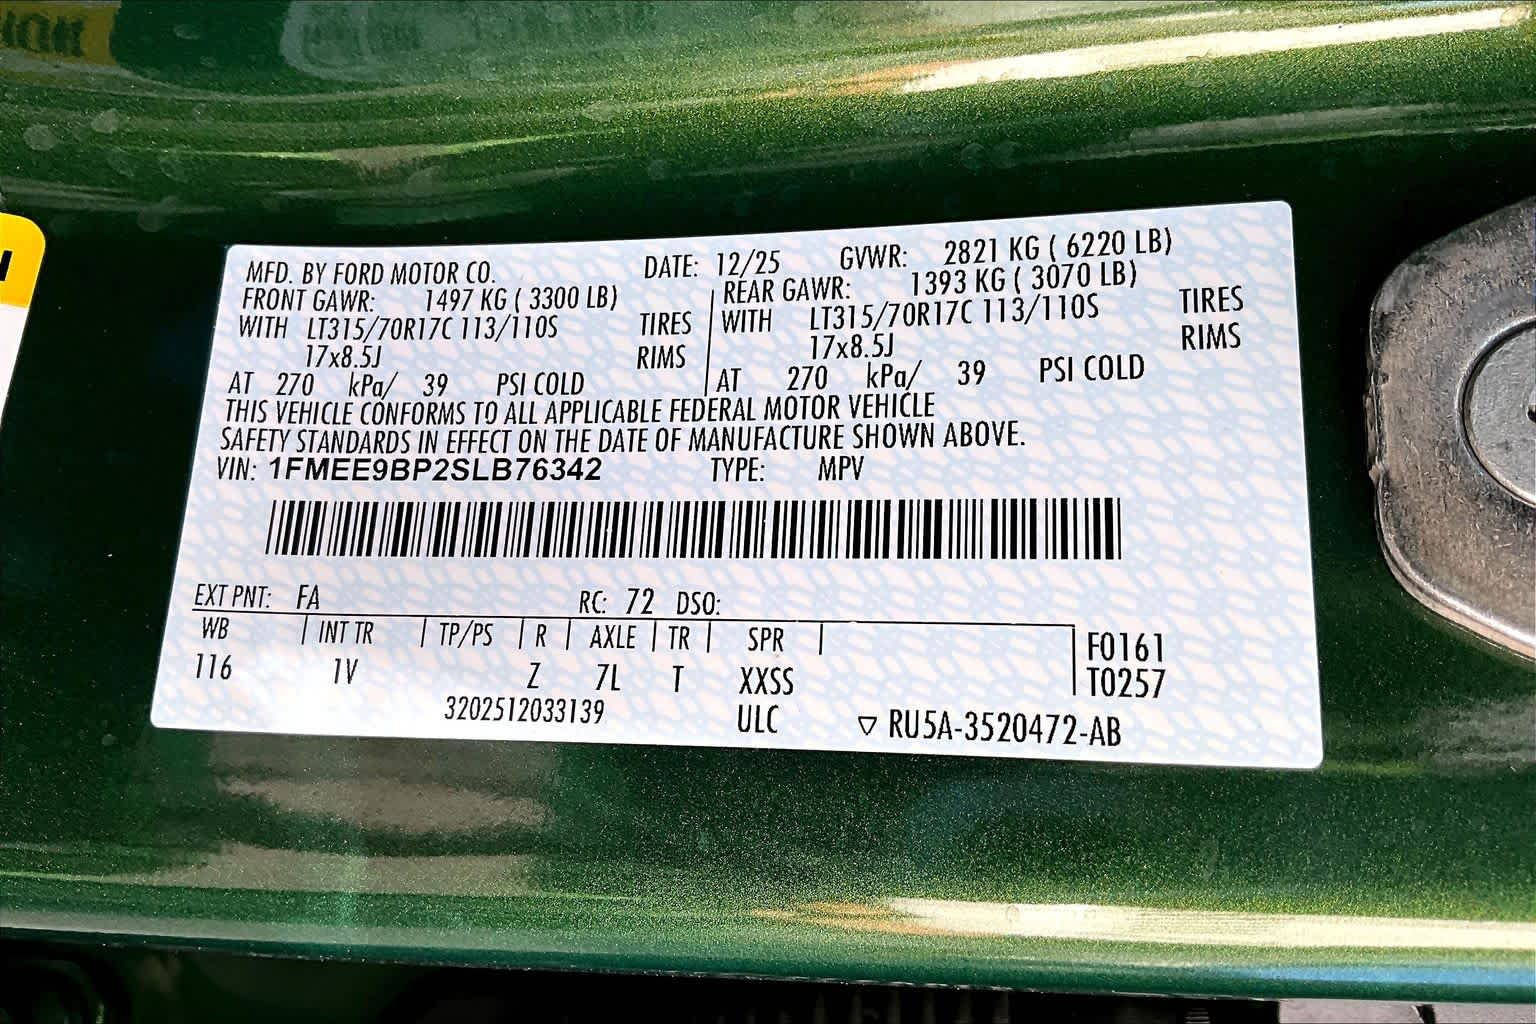 MFD. BY FORD MOTOR CO. DATE: 12/25 GVWR: 2821 KG ( 6220 LB)
FRONT GAWR: 1497 KG ( 3300 LB) REAR GAWR: 1393 KG ( 3070 LB)
WITH LT315/70R17C 113/110S TIRES WITH LT315/70R17C 113/110S TIRES
17x8.5J RIMS 17x8.5J RIMS
AT 270 kPa/ 39 PSI COLD AT 270 kPa/ 39 PSI COLD
THIS VEHICLE CONFORMS TO ALL APPLICABLE FEDERAL MOTOR VEHICLE
SAFETY STANDARDS IN EFFECT ON THE DATE OF MANUFACTURE SHOWN ABOVE.
VIN: 1FMEE9BP2SLB76342 TYPE: MPV
EXT PNT: FA RC: 72 DSO:
WB INT TR TP/PS R AXLE TR SPR F0161
116 1V Z 7L T XXSS T0257
3202512033139 ULC ▽ RU5A-3520472-AB